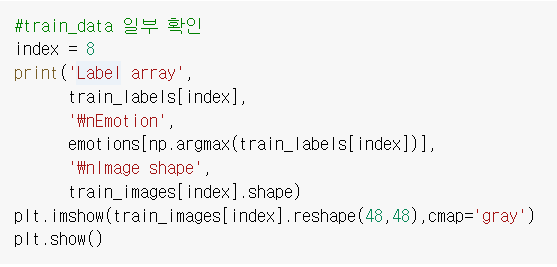 #train_data 일부 확인
index = 8
print('Label array',
      train_labels[index],
      '₩nEmotion',
      emotions[np.argmax(train_labels[index])],
      '₩nImage shape',
      train_images[index].shape)
plt.imshow(train_images[index].reshape(48,48),cmap='gray')
plt.show()